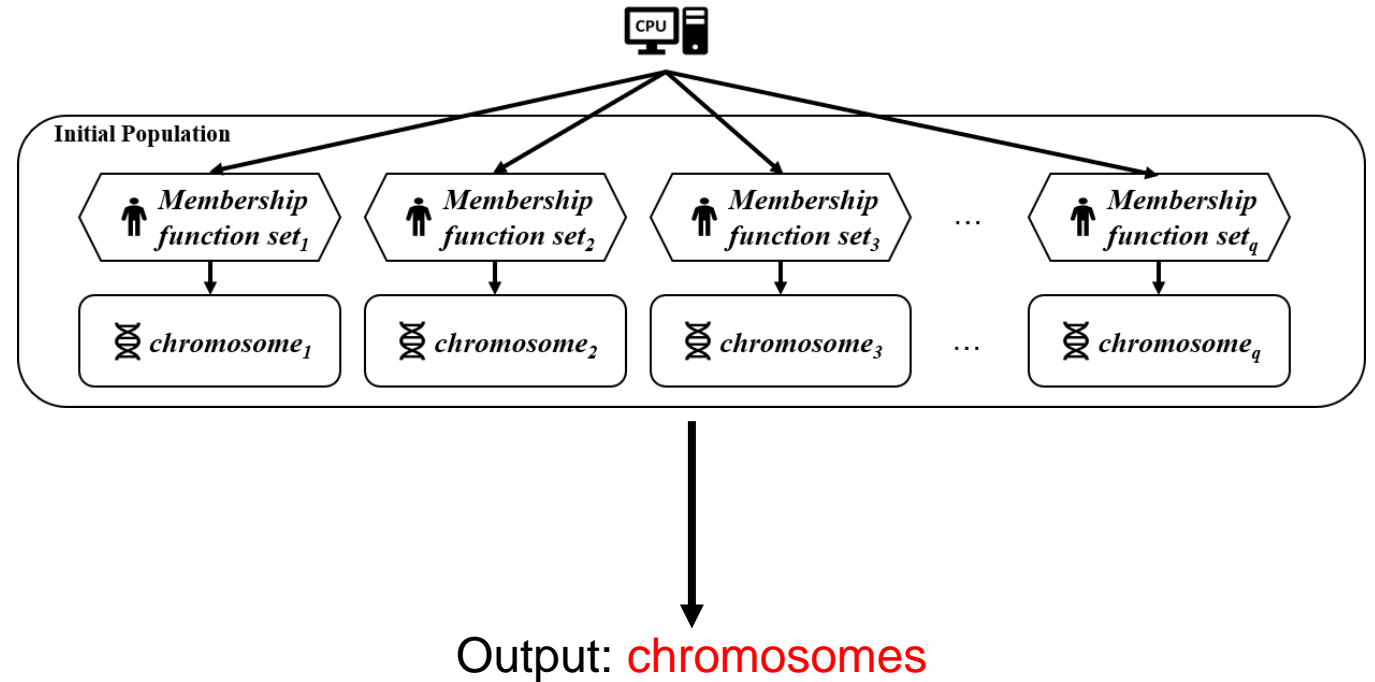 CPU
Initial Population
Membership
function set1
Membership
function set2
Membership
function set3
...
Membership
function setq
chromosome1
chromosome2
chromosome3
...
chromosomeq
Output: chromosomes